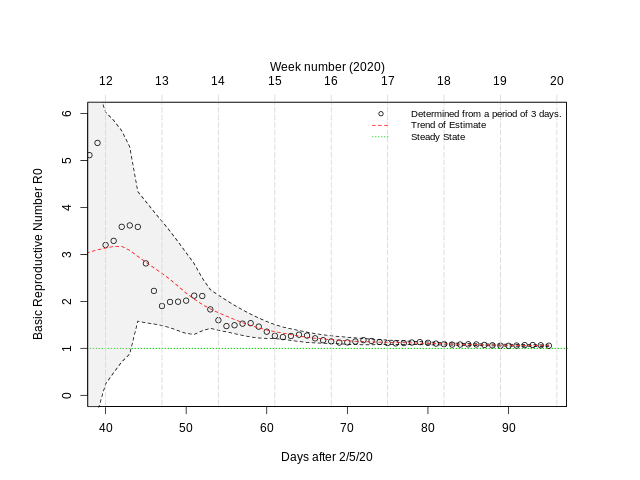 Week number (2020)
12 13 14 15 16 17 18 19 20
Determined from a period of 3 days.
Trend of Estimate
Steady State
Basic Reproductive Number R0
6
5
4
3
2
1
0
40 50 60 70 80 90
Days after 2/5/20